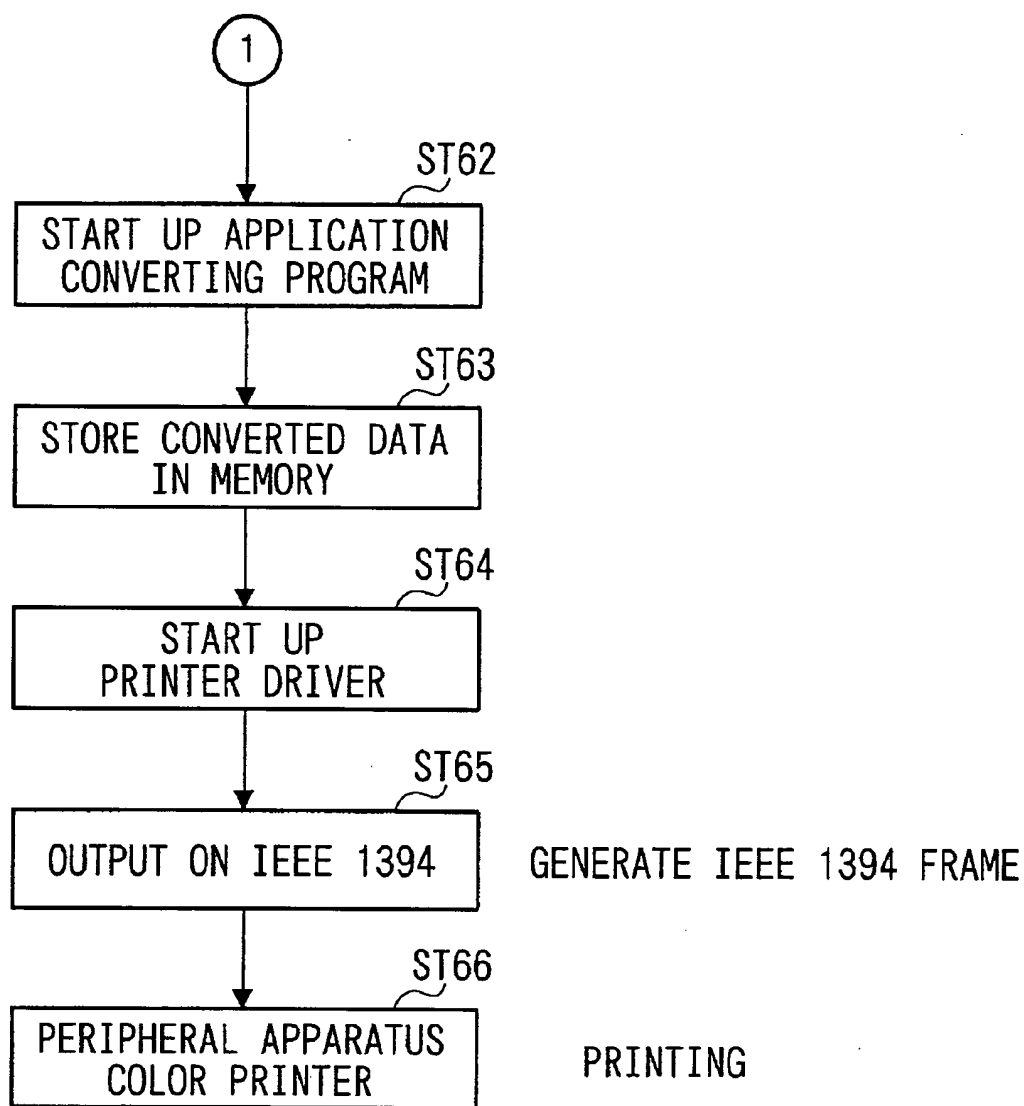 1
ST62
START UP APPLICATION
CONVERTING PROGRAM
ST63
STORE CONVERTED DATA
IN MEMORY
ST64
START UP
PRINTER DRIVER
ST65
OUTPUT ON IEEE 1394
GENERATE IEEE 1394 FRAME
ST66
PERIPHERAL APPARATUS
COLOR PRINTER
PRINTING